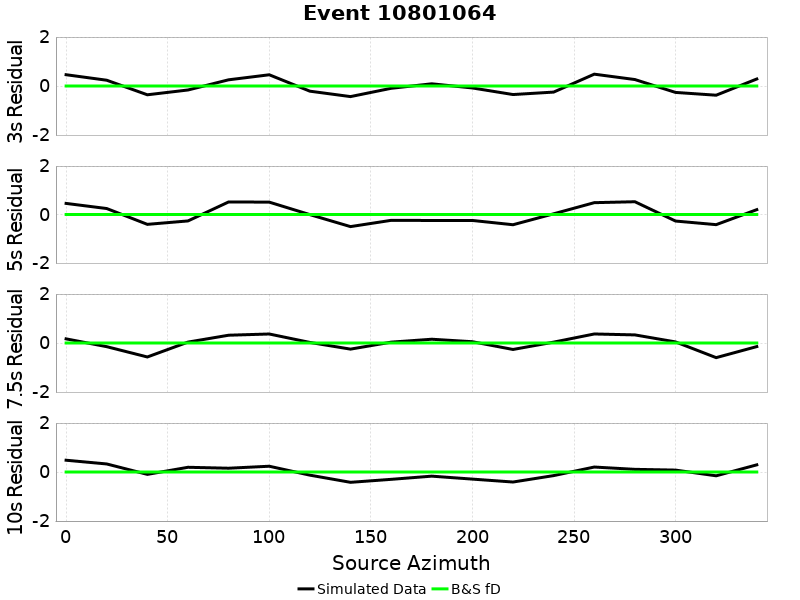 Event 10801064
3s Residual
2
0
-2
5s Residual
2
0
-2
7.5s Residual
2
0
-2
10s Residual
2
0
-2
0 50 100 150 200 250 300
Source Azimuth
Simulated Data B&S fD